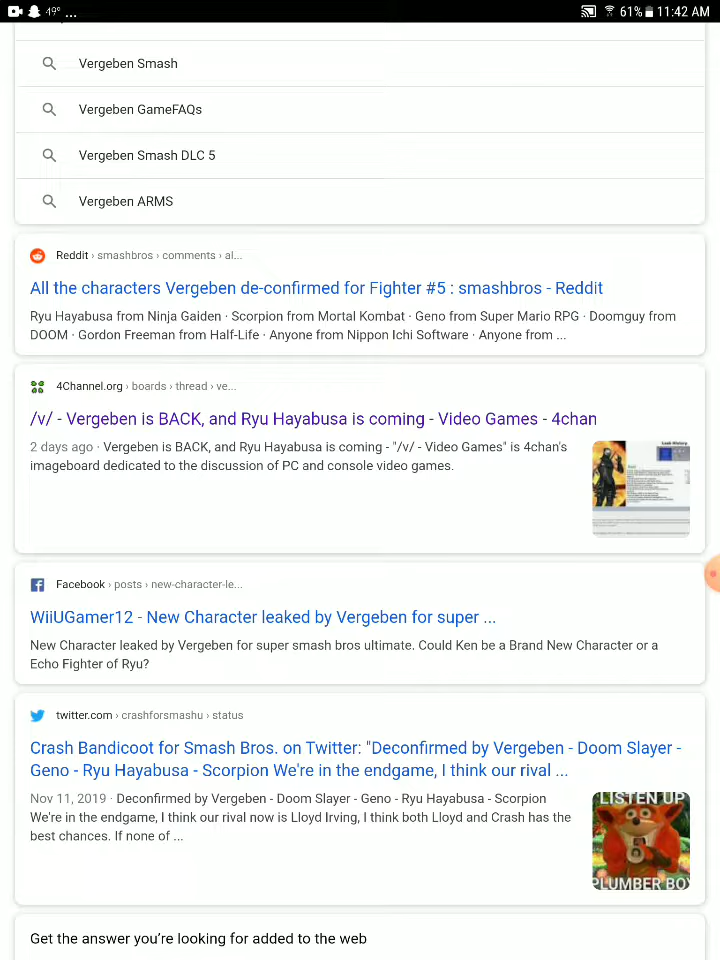 49° ...
61% 11:42 AM
Vergeben Smash
Vergeben GameFAQs
Vergeben Smash DLC 5
Vergeben ARMS
Reddit › smashbros › comments › al...
All the characters Vergeben de-confirmed for Fighter #5 : smashbros - Reddit
Ryu Hayabusa from Ninja Gaiden · Scorpion from Mortal Kombat · Geno from Super Mario RPG · Doomguy from
DOOM · Gordon Freeman from Half-Life · Anyone from Nippon Ichi Software · Anyone from ...
4Channel.org › boards › thread › ve...
/v/ - Vergeben is BACK, and Ryu Hayabusa is coming - Video Games - 4chan
2 days ago · Vergeben is BACK, and Ryu Hayabusa is coming - "/v/ - Video Games" is 4chan's
imageboard dedicated to the discussion of PC and console video games.
Facebook › posts › new-character-le...
WiiUGamer12 - New Character leaked by Vergeben for super ...
New Character leaked by Vergeben for super smash bros ultimate. Could Ken be a Brand New Character or a
Echo Fighter of Ryu?
twitter.com › crashforsmashu › status
Crash Bandicoot for Smash Bros. on Twitter: "Deconfirmed by Vergeben - Doom Slayer -
Geno - Ryu Hayabusa - Scorpion We're in the endgame, I think our rival ...
Nov 11, 2019 · Deconfirmed by Vergeben - Doom Slayer - Geno - Ryu Hayabusa - Scorpion
We're in the endgame, I think our rival now is Lloyd Irving, I think both Lloyd and Crash has the
best chances. If none of ...
LISTEN UP
PLUMBER BOY
Get the answer you're looking for added to the web